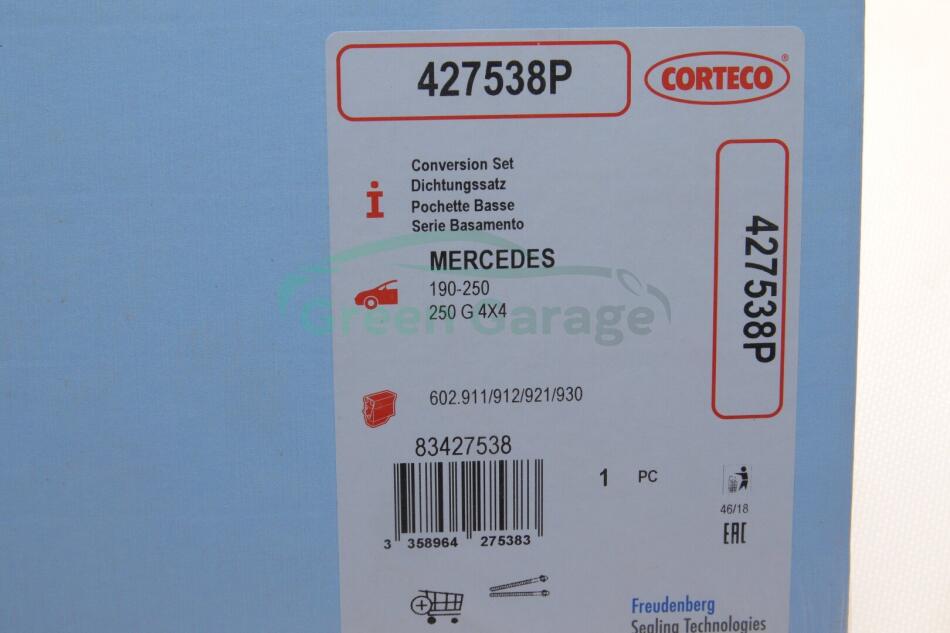 427538P
CORTECO®
Conversion Set
Dichtungssatz
Pochette Basse
Serie Basamento
MERCEDES
190-250
250 G 4X4
Green Garage
427538P
602.911/912/921/930
83427538
1 PC
46/18
EAC
3 358964 275383
Freudenberg
Sealing Technologies